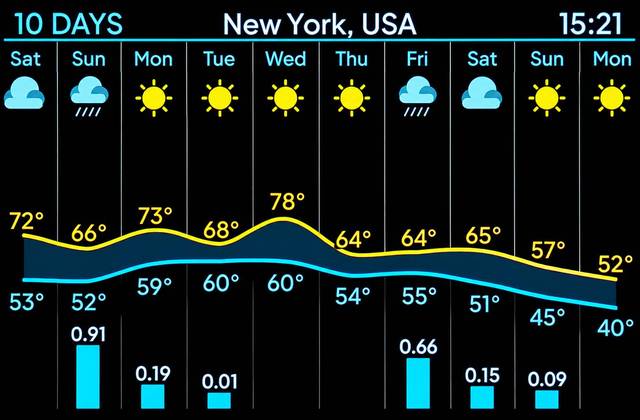 10 DAYS New York, USA 15:21
Sat Sun Mon Tue Wed Thu Fri Sat Sun Mon
72° 66° 73° 68° 78° 64° 64° 65° 57° 52°
53° 52° 59° 60° 60° 54° 55° 51° 45° 40°
0.91 0.19 0.01 0.66 0.15 0.09